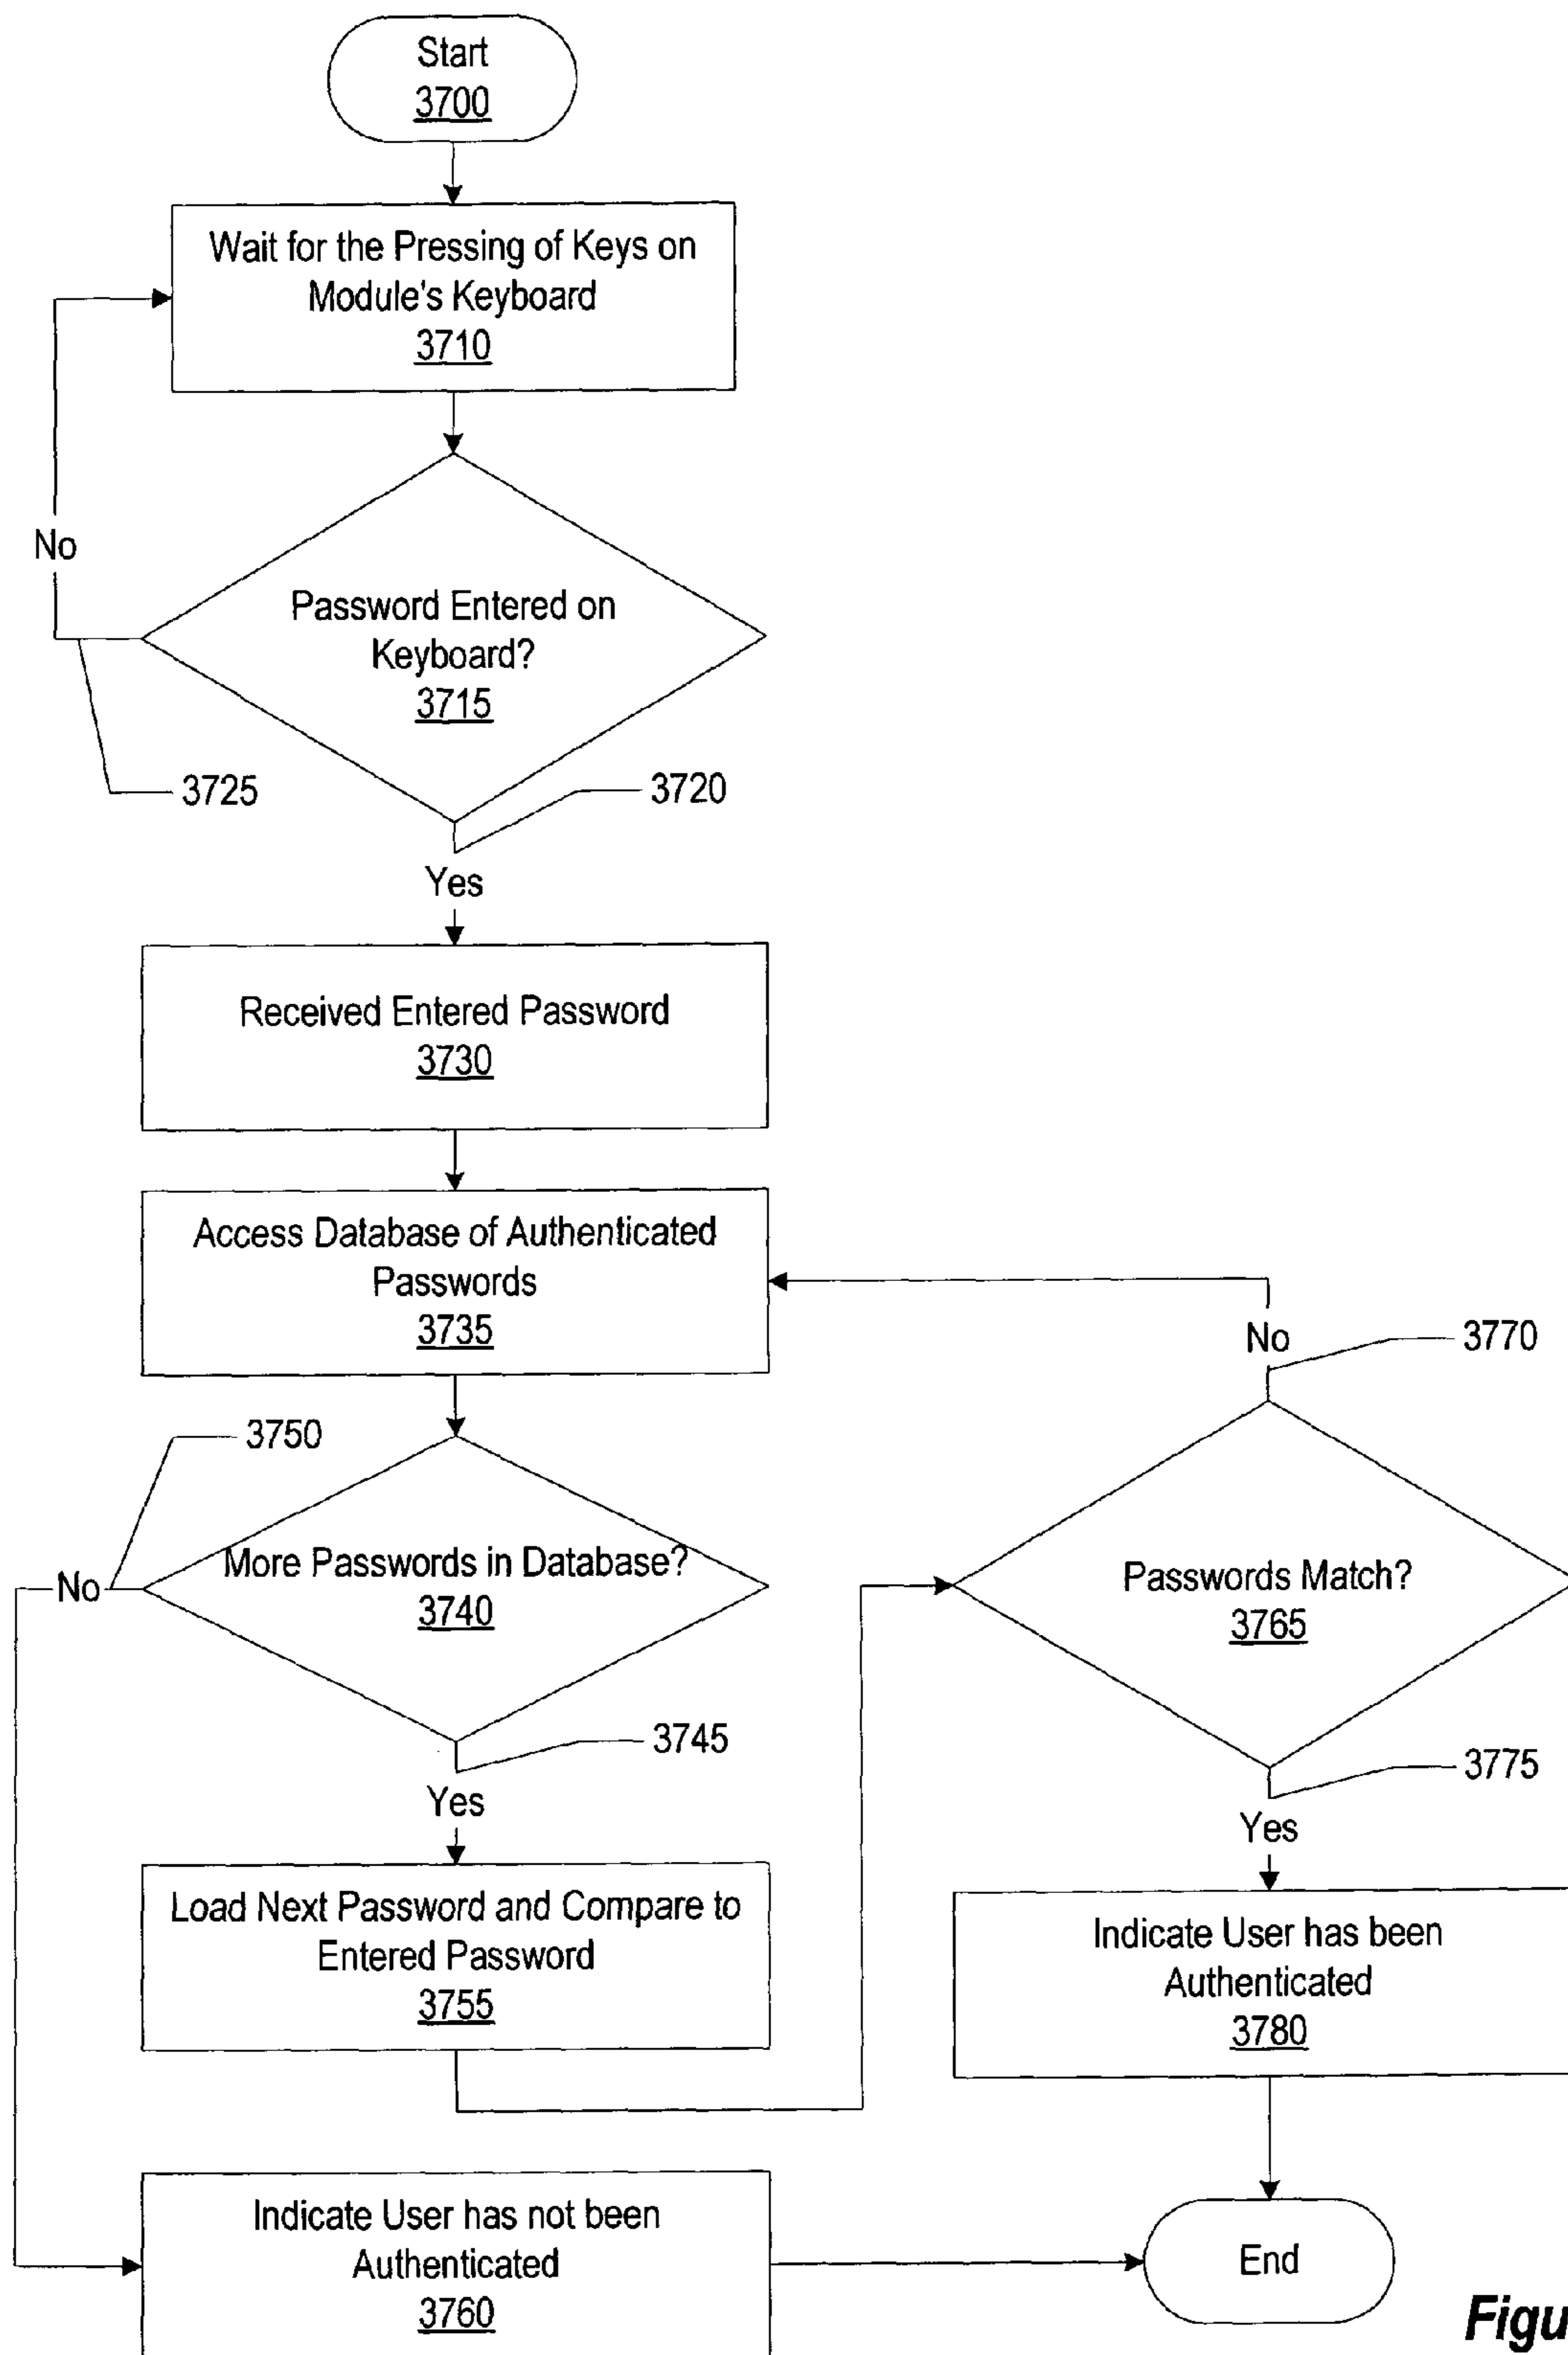 Start
3700
Wait for the Pressing of Keys on
Module's Keyboard
3710
No
Password Entered on
Keyboard?
3715
3725
3720
Yes
Received Entered Password
3730
Access Database of Authenticated
Passwords
3735
No
3770
3750
No
More Passwords in Database?
3740
Passwords Match?
3765
3745
3775
Yes
Yes
Load Next Password and Compare to
Entered Password
3755
Indicate User has been
Authenticated
3780
Indicate User has not been
Authenticated
3760
End